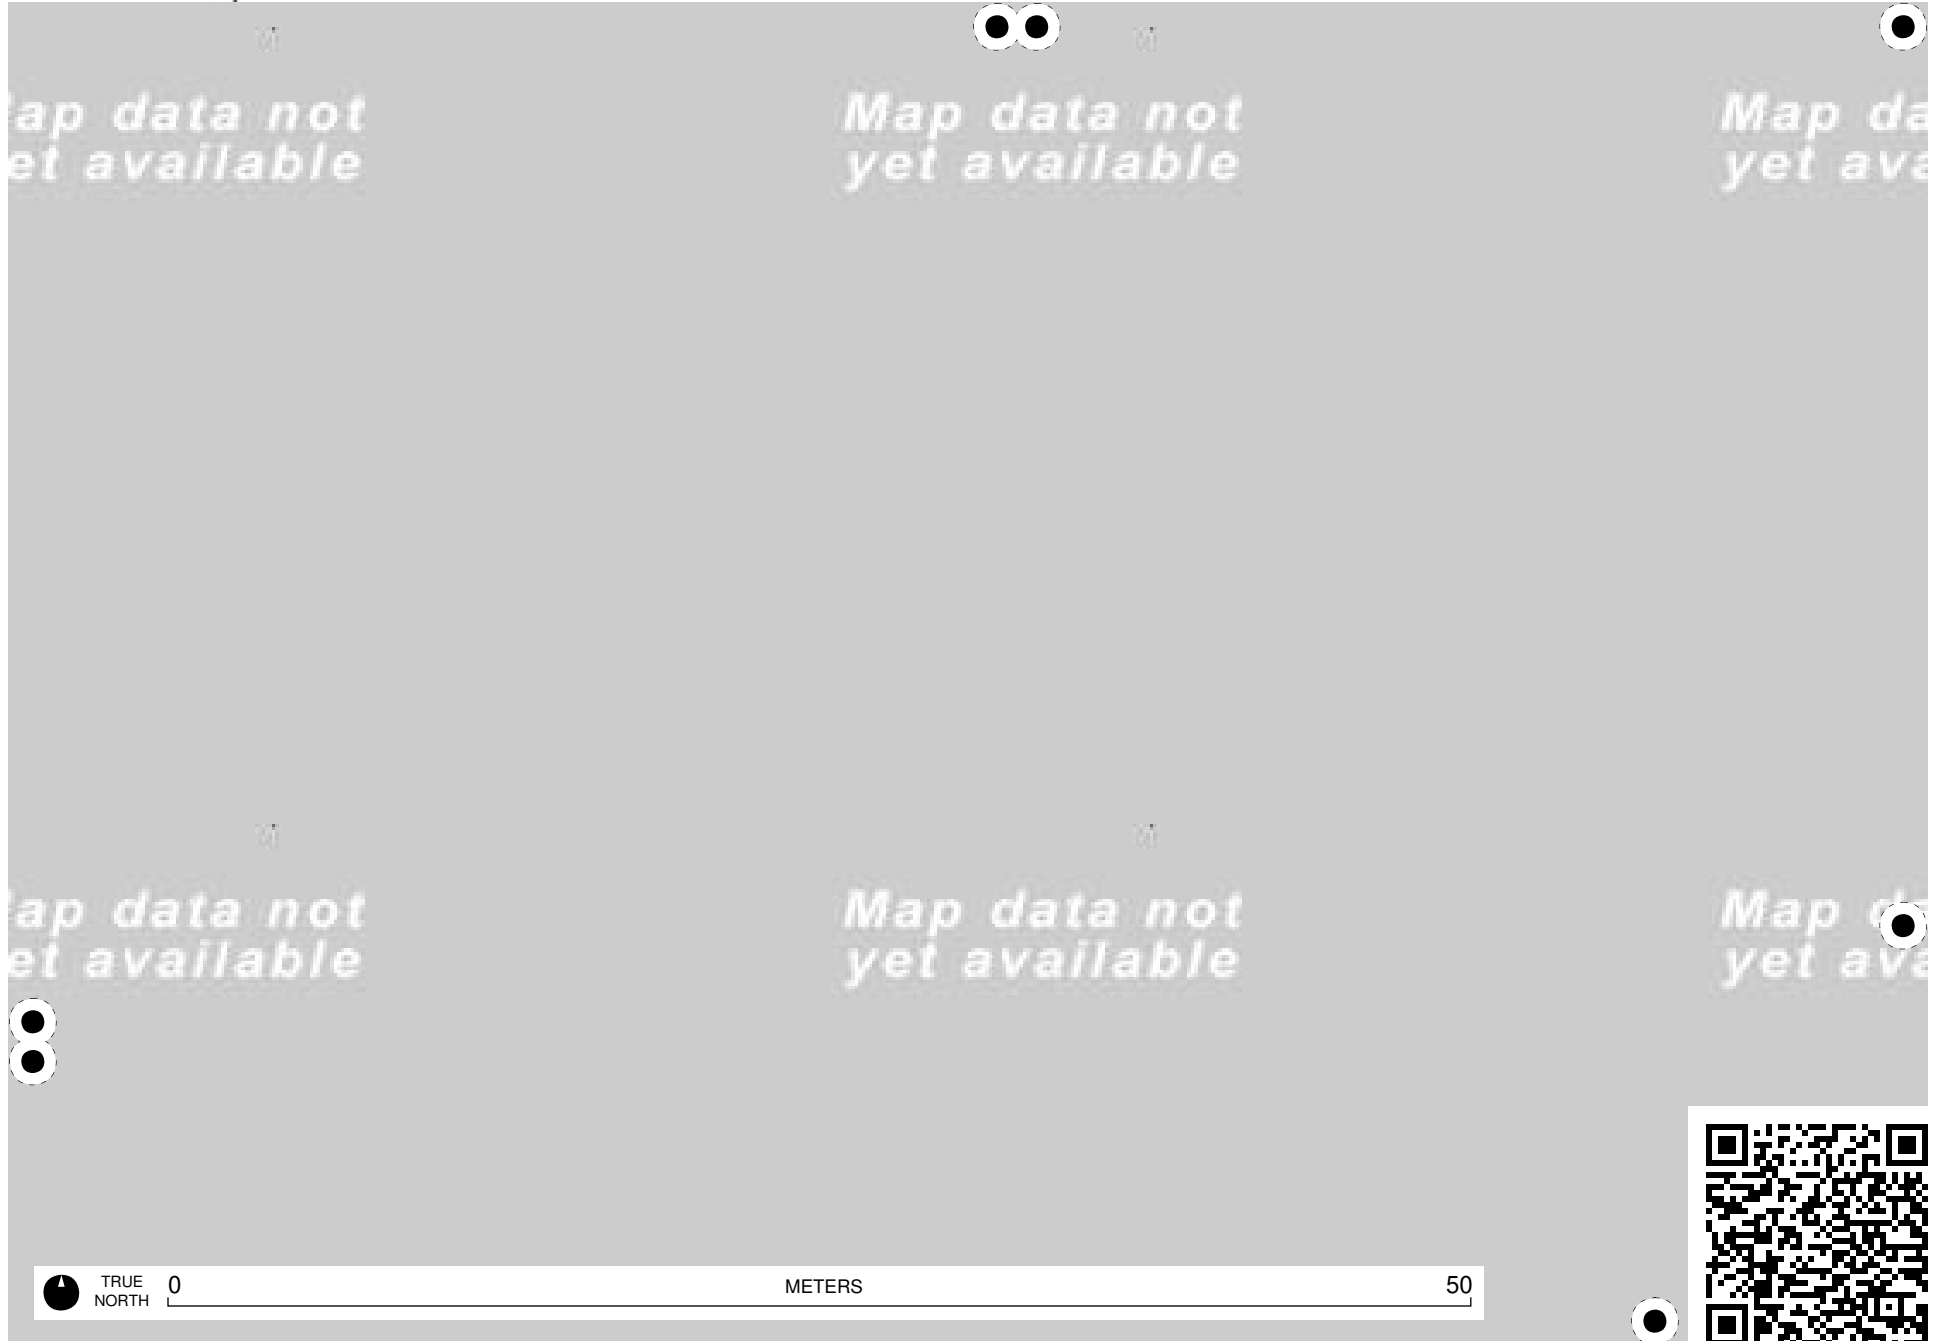 ap data not
et available
Map data not
yet available
Map da
yet ava
ap data not
et available
Map data not
yet available
Map
yet ava
TRUE
NORTH
0
METERS
50